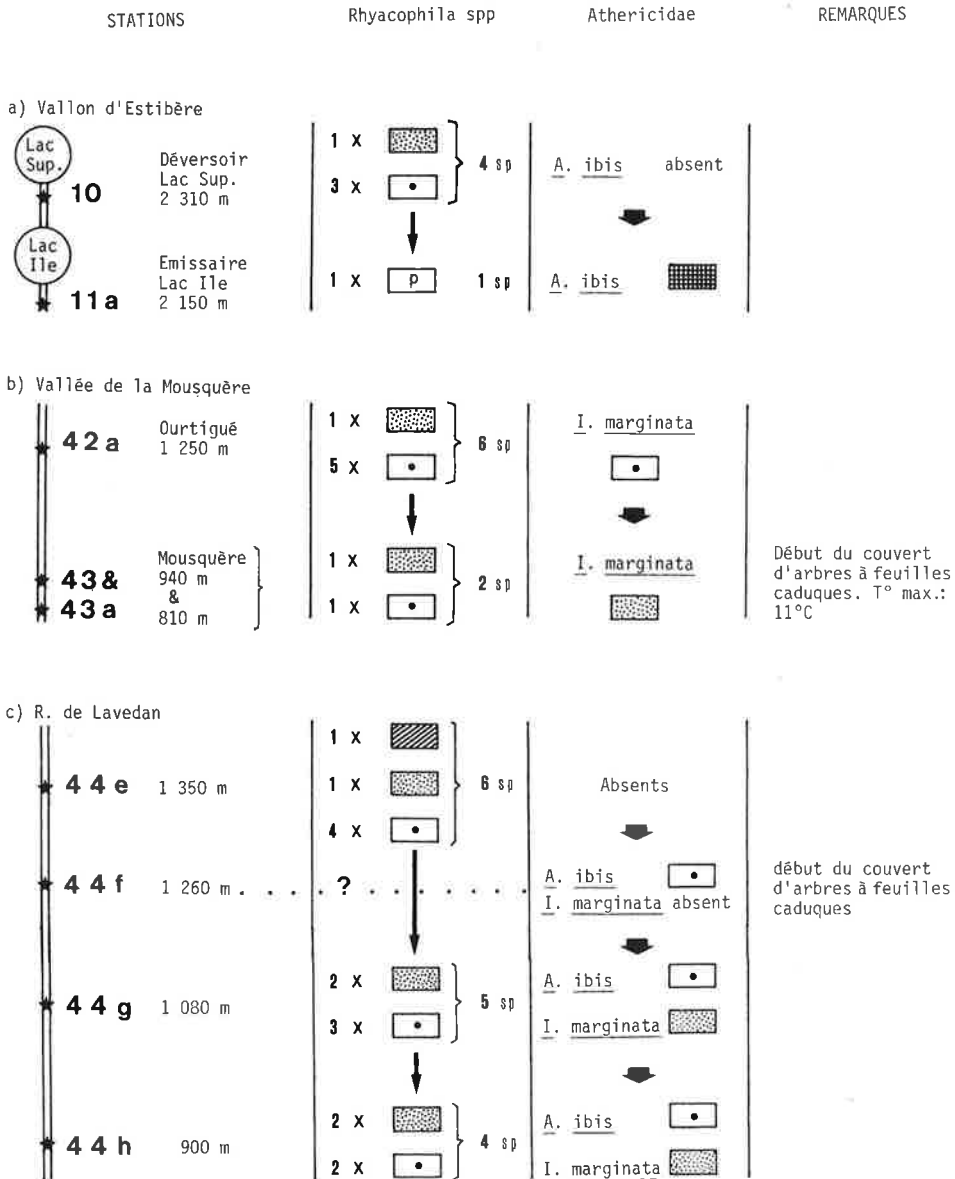 STATIONS Rhyacophila spp Athericidae REMARQUES
a) Vallon d'Estibère
Lac Sup.
10
Déversoir
Lac Sup.
2 310 m
1 x
3 x
4 sp
A. ibis absent
Lac Ile
11a
Emissaire
Lac Ile
2 150 m
1 x p 1 sp
A. ibis
b) Vallée de la Mousquère
42a
Ourtigué
1 250 m
1 x
5 x
6 sp
I. marginata
43&
43a
Mousquère
940 m
&
810 m
1 x
1 x
2 sp
I. marginata
Début du couvert
d'arbres à feuilles
caduques. T° max.:
11°C
c) R. de Lavedan
44e 1 350 m
1 x
1 x
4 x
6 sp
Absents
44f 1 260 m . . . . ? . . . . . . .
A. ibis
I. marginata absent
début du couvert
d'arbres à feuilles
caduques
44g 1 080 m
2 x
3 x
5 sp
A. ibis
I. marginata
44h 900 m
2 x
2 x
4 sp
A. ibis
I. marginata